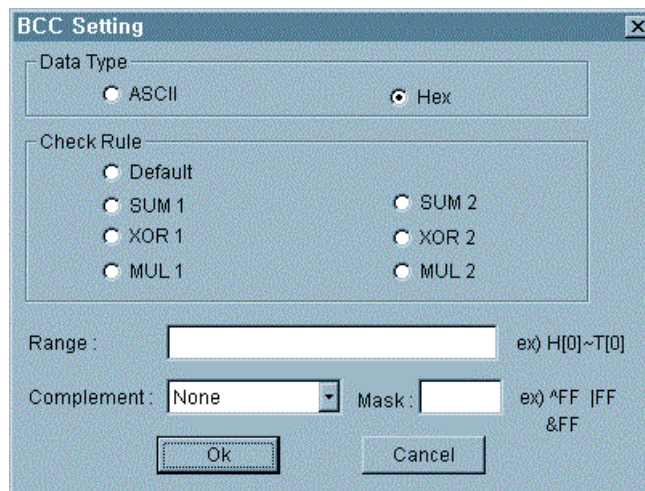 BCC Setting
Data Type
ASCII Hex
Check Rule
Default
SUM 1 SUM 2
XOR 1 XOR 2
MUL 1 MUL 2
Range : ex) H[0]~T[0]
Complement : None Mask : ex) ^FF |FF
&FF
Ok Cancel